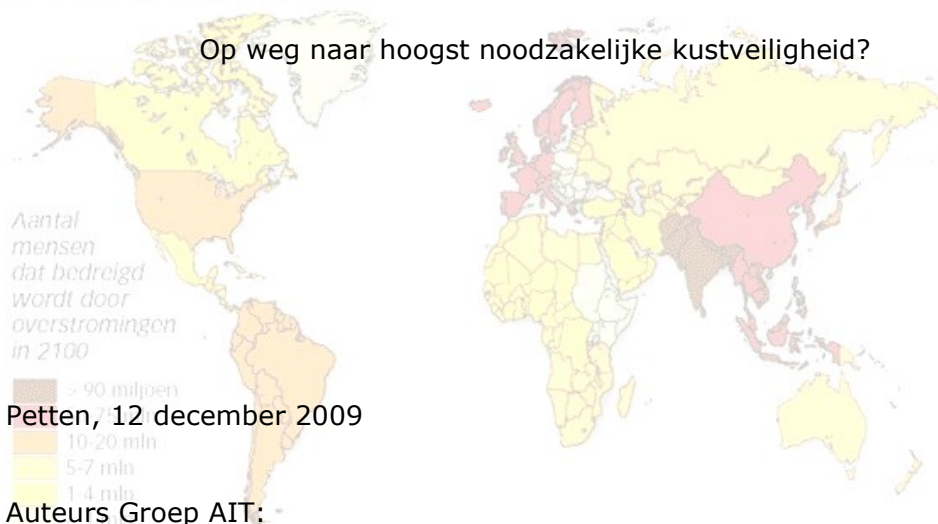 Op weg naar hoogst noodzakelijke kustveiligheid?
Aantal
mensen
dat bedreigd
wordt door
overstromingen
in 2100
> 90 miljoen
Petten, 12 december 2009
10-20 mln
5-7 mln
1-4 mln
Auteurs Groep AIT: